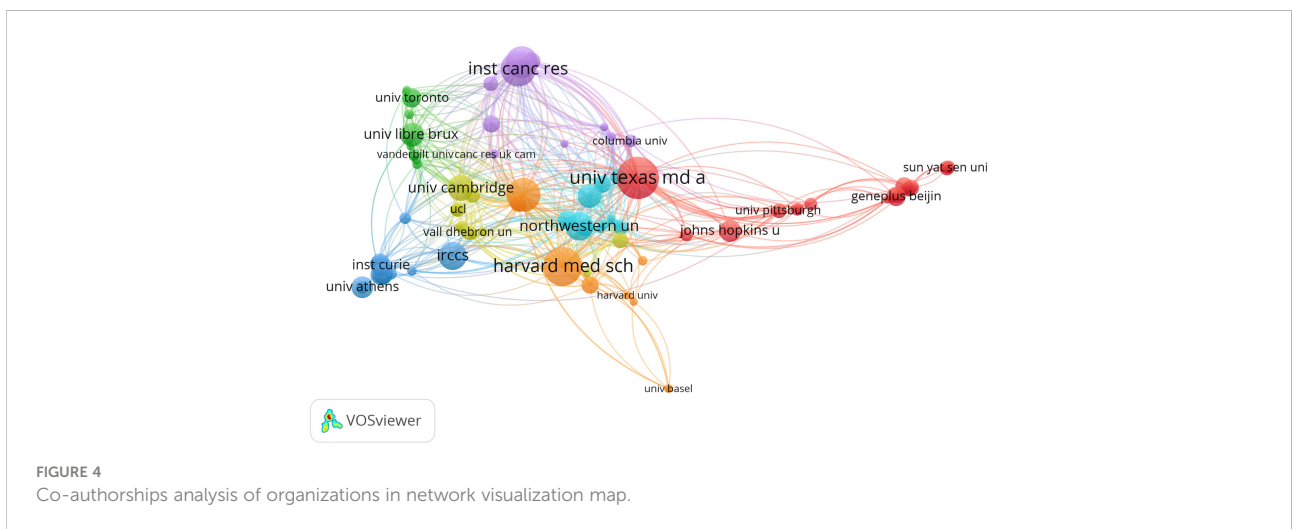 inst canc res
univ toronto
univ libre brux
columbia univ
vanderbilt univ
canc res uk cam
sun yat sen uni
univ texas md a
univ cambridge
geneplus beijin
ucl
univ pittsburgh
vall dhebron un
northwestern un
johns hopkins u
irccs
inst curie
harvard med sch
univ athens
harvard univ
univ basel
VOSviewer
FIGURE 4
Co-authorships analysis of organizations in network visualization map.